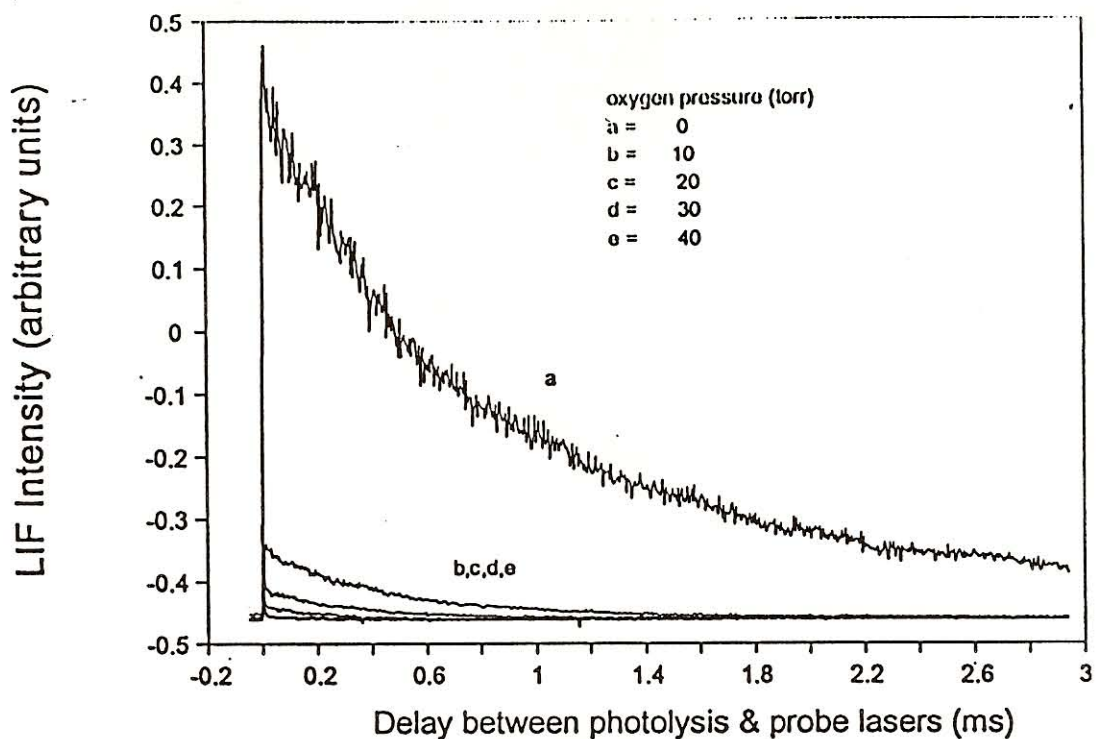 LIF Intensity (arbitrary units)
0.5
0.4
0.3
0.2
0.1
0
-0.1
-0.2
-0.3
-0.4
-0.5
oxygen pressure (torr)
a = 0
b = 10
c = 20
d = 30
e = 40
a
b,c,d,e
-0.2 0.2 0.6 1 1.4 1.8 2.2 2.6 3
Delay between photolysis & probe lasers (ms)